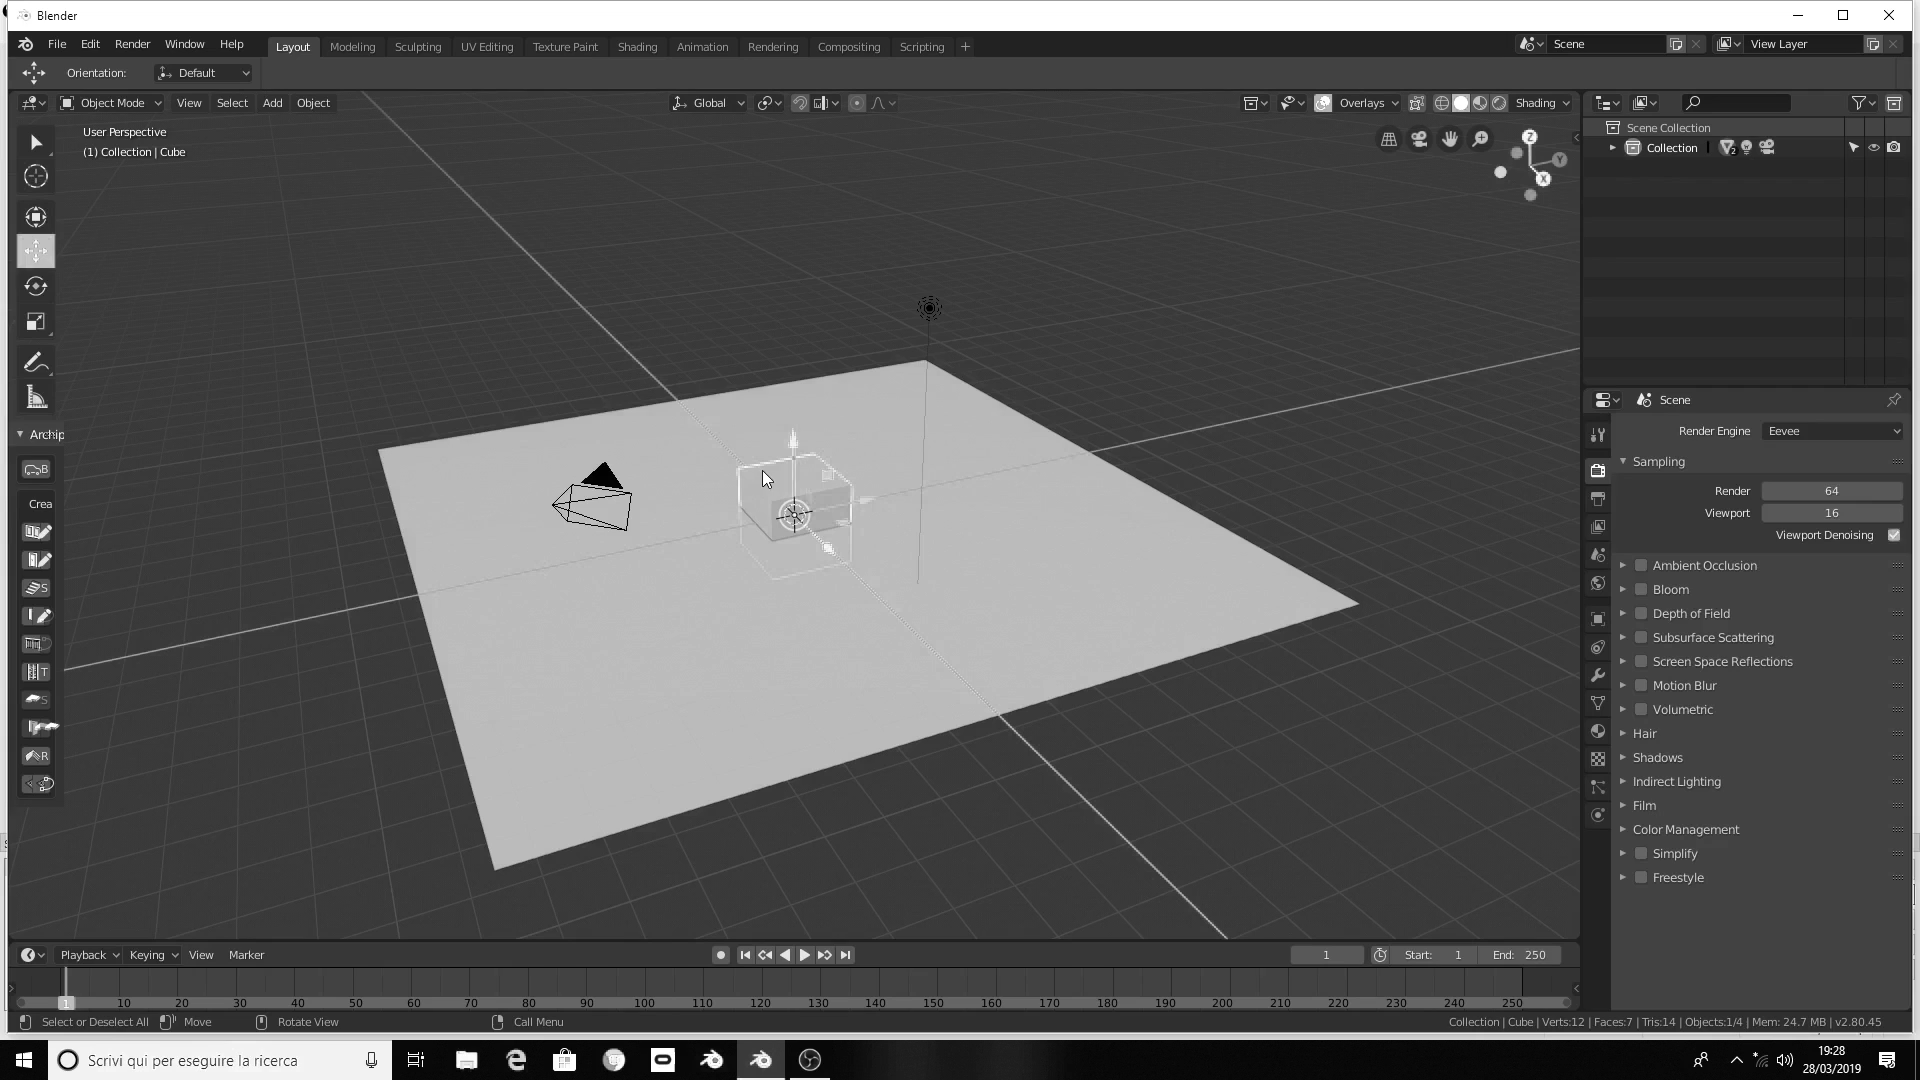 Blender
File Edit Render Window Help Layout Modeling Sculpting UV Editing Texture Paint Shading Animation Rendering Compositing Scripting + Scene View Layer
Orientation: Default
Object Mode View Select Add Object Global Overlays Shading
User Perspective
(1) Collection | Cube
Z
Y
X
Scene Collection
Collection 2
Scene
Render Engine Eevee
Sampling
Render 64
Viewport 16
Viewport Denoising
Ambient Occlusion
Bloom
Depth of Field
Subsurface Scattering
Screen Space Reflections
Motion Blur
Volumetric
Hair
Shadows
Indirect Lighting
Film
Color Management
Simplify
Freestyle
Archip
B
Crea
S
T
S
R
Playback Keying View Marker 1 Start: 1 End: 250
1 10 20 30 40 50 60 70 80 90 100 110 120 130 140 150 160 170 180 190 200 210 220 230 240 250
Select or Deselect All Move Rotate View Call Menu Collection | Cube | Verts:12 | Faces:7 | Tris:14 | Objects:1/4 | Mem: 24.7 MB | v2.80.45
Scrivi qui per eseguire la ricerca
19:28
28/03/2019